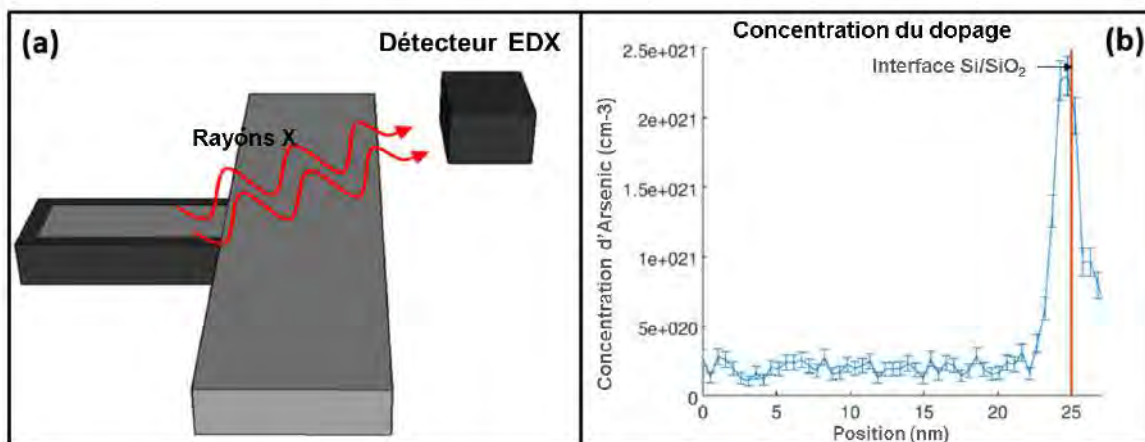 (a)
Détecteur EDX
Rayóns X
Concentration du dopage
(b)
Interface Si/SiO₂
Concentration d'Arsenic (cm-3)
2.5e+021
2e+021
1.5e+021
1e+021
5e+020
0
0 5 10 15 20 25
Position (nm)